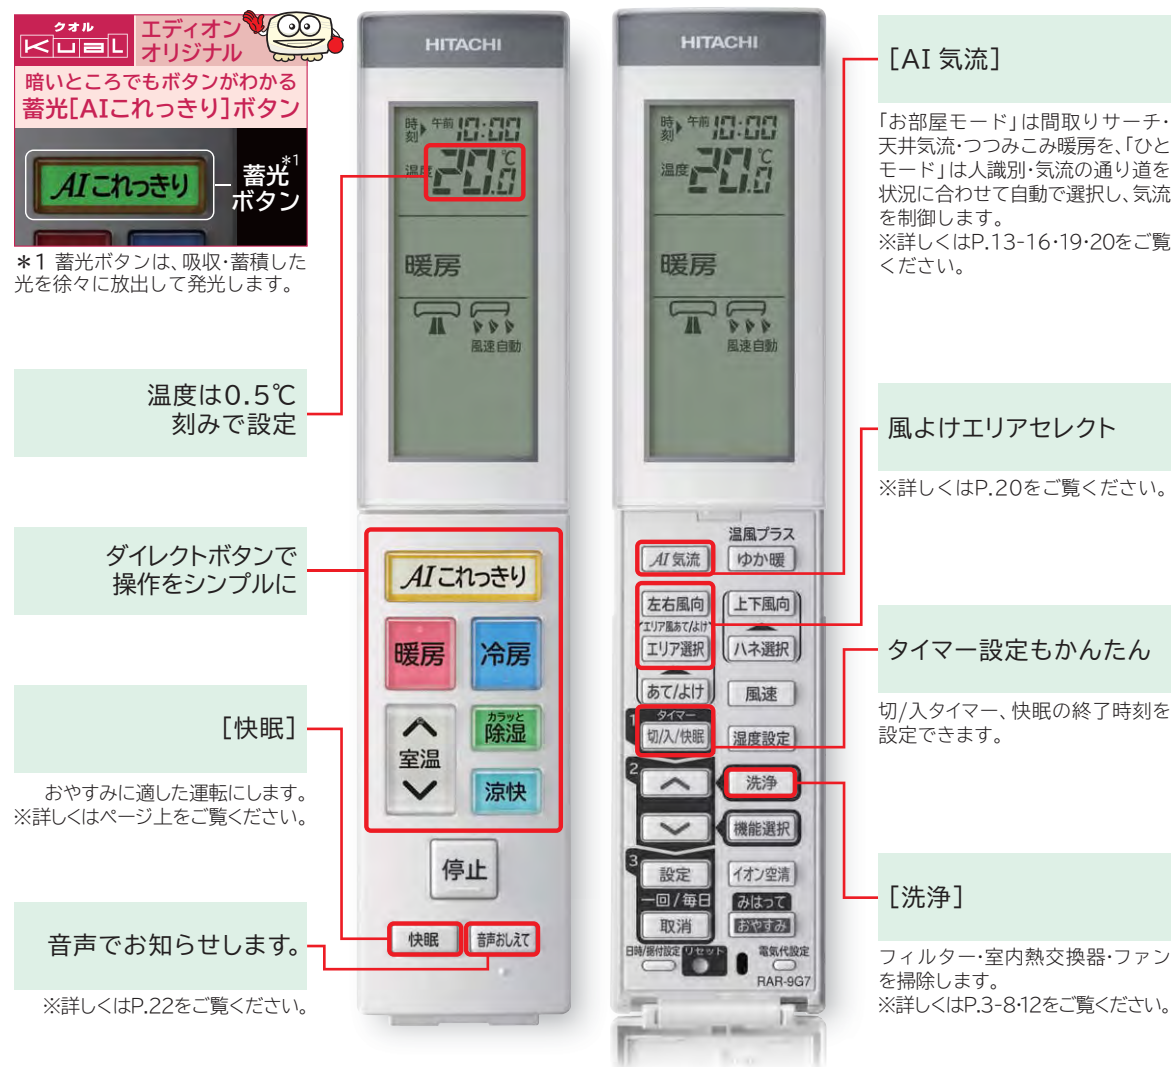 クオル
KuaL
エディオン
オリジナル
暗いところでもボタンがわかる
蓄光[AIこれっきり]ボタン
AIこれっきり
蓄光*1
ボタン
*1 蓄光ボタンは、吸収・蓄積した
光を徐々に放出して発光します。
温度は0.5℃
刻みで設定
ダイレクトボタンで
操作をシンプルに
[快眠]
おやすみに適した運転にします。
※詳しくはページ上をご覧ください。
音声でお知らせします。
※詳しくはP.22をご覧ください。
HITACHI
時刻 午前 10:00
温度 20.0℃
暖房
風速自動
AIこれっきり
暖房 冷房
カラッと
除湿
室温
涼快
停止
快眠 音声おしえて
HITACHI
時刻 午前 10:00
温度 20.0℃
暖房
風速自動
温風プラス
AI気流 ゆか暖
左右風向 上下風向
エリア風あて/よけ
エリア選択 ハネ選択
あて/よけ 風速
1 タイマー
切/入/快眠 湿度設定
2 洗浄
機能選択
3
設定 イオン空清
一回/毎日 みはって
取消 おやすみ
日時/据付設定 リセット 電気代設定
RAR-9G7
[AI 気流]
「お部屋モード」は間取りサーチ・
天井気流・つつみこみ暖房を、「ひと
モード」は人識別・気流の通り道を
状況に合わせて自動で選択し、気流
を制御します。
※詳しくはP.13-16・19・20をご覧
ください。
風よけエリアセレクト
※詳しくはP.20をご覧ください。
タイマー設定もかんたん
切/入タイマー、快眠の終了時刻を
設定できます。
[洗浄]
フィルター・室内熱交換器・ファン
を掃除します。
※詳しくはP.3-8・12をご覧ください。